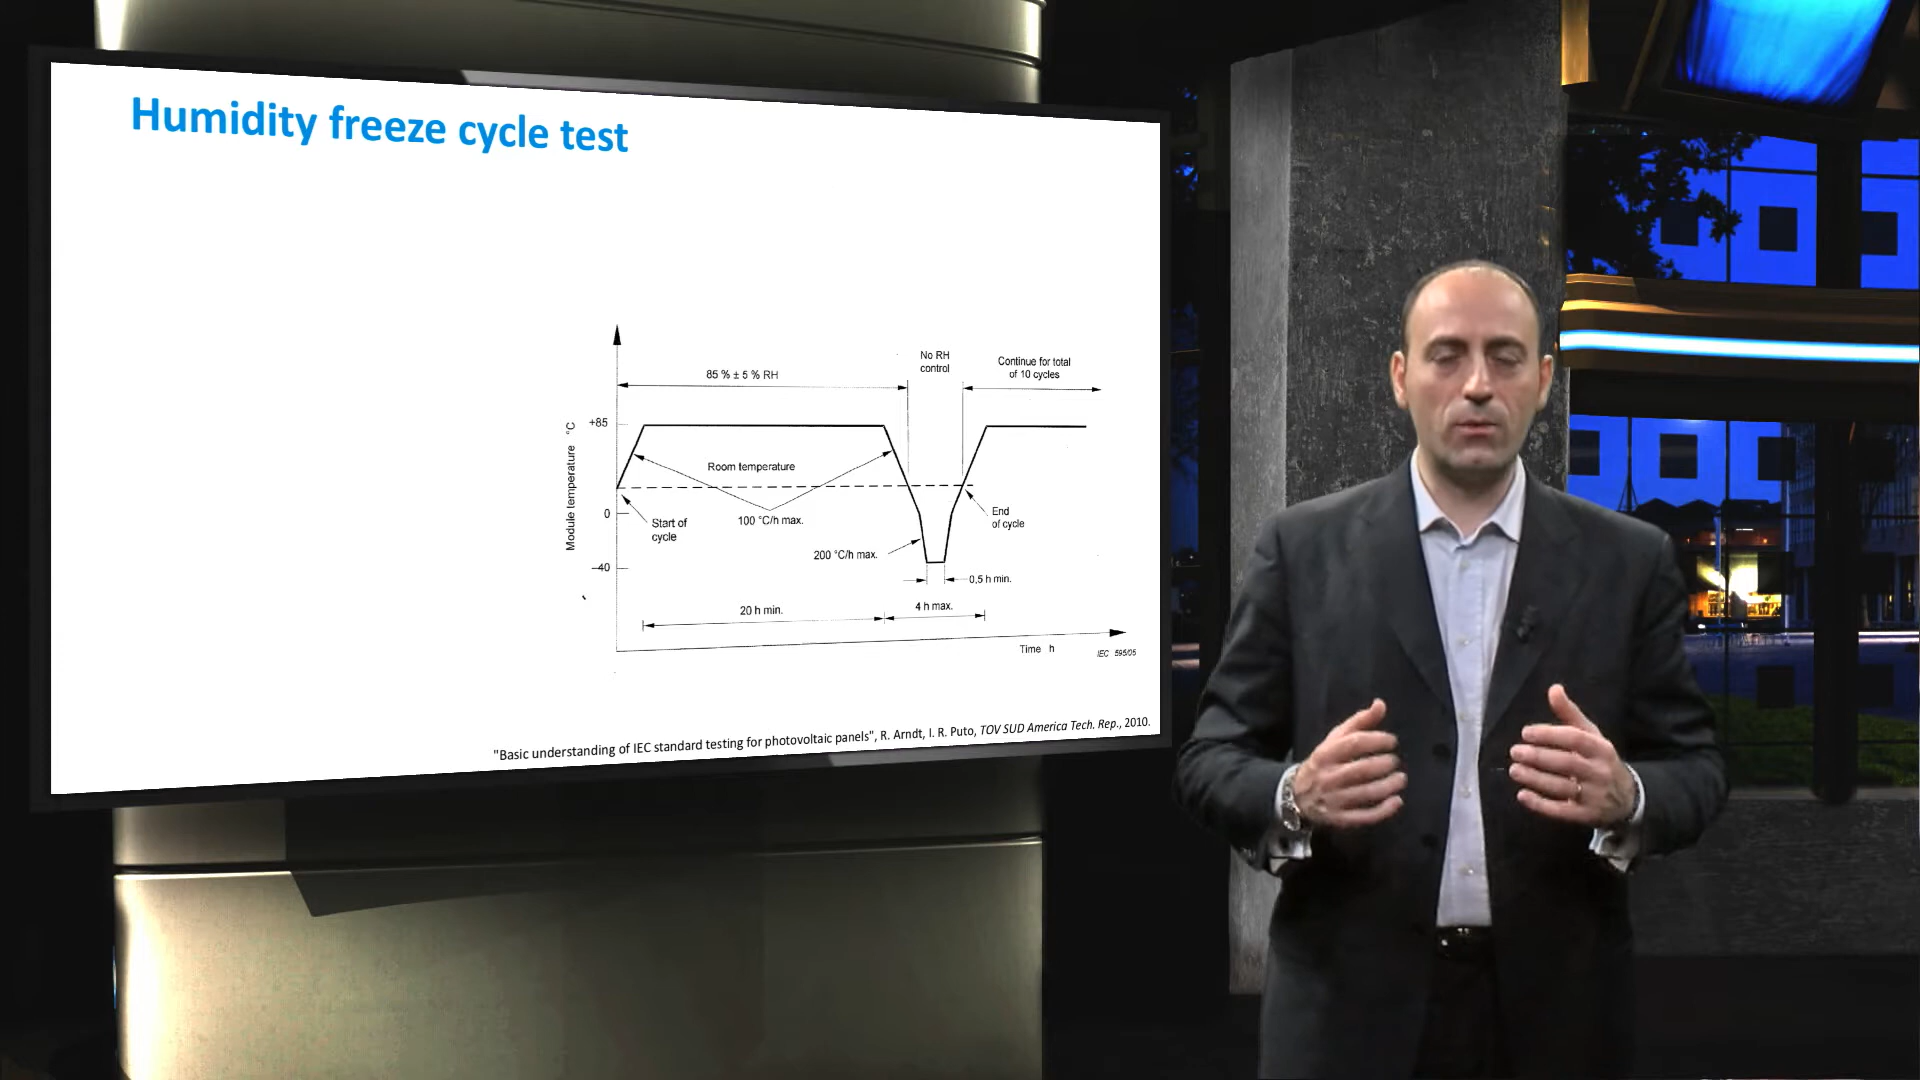 Humidity freeze cycle test
No RH
control
Continue for total
of 10 cycles
85 % ± 5 % RH
+85
Module temperature °C
Room temperature
0
Start of
cycle
100 °C/h max.
End
of cycle
200 °C/h max.
–40
0,5 h min.
20 h min.
4 h max.
Time h
IEC 595/05
"Basic understanding of IEC standard testing for photovoltaic panels", R. Arndt, I. R. Puto, TOV SUD America Tech. Rep., 2010.